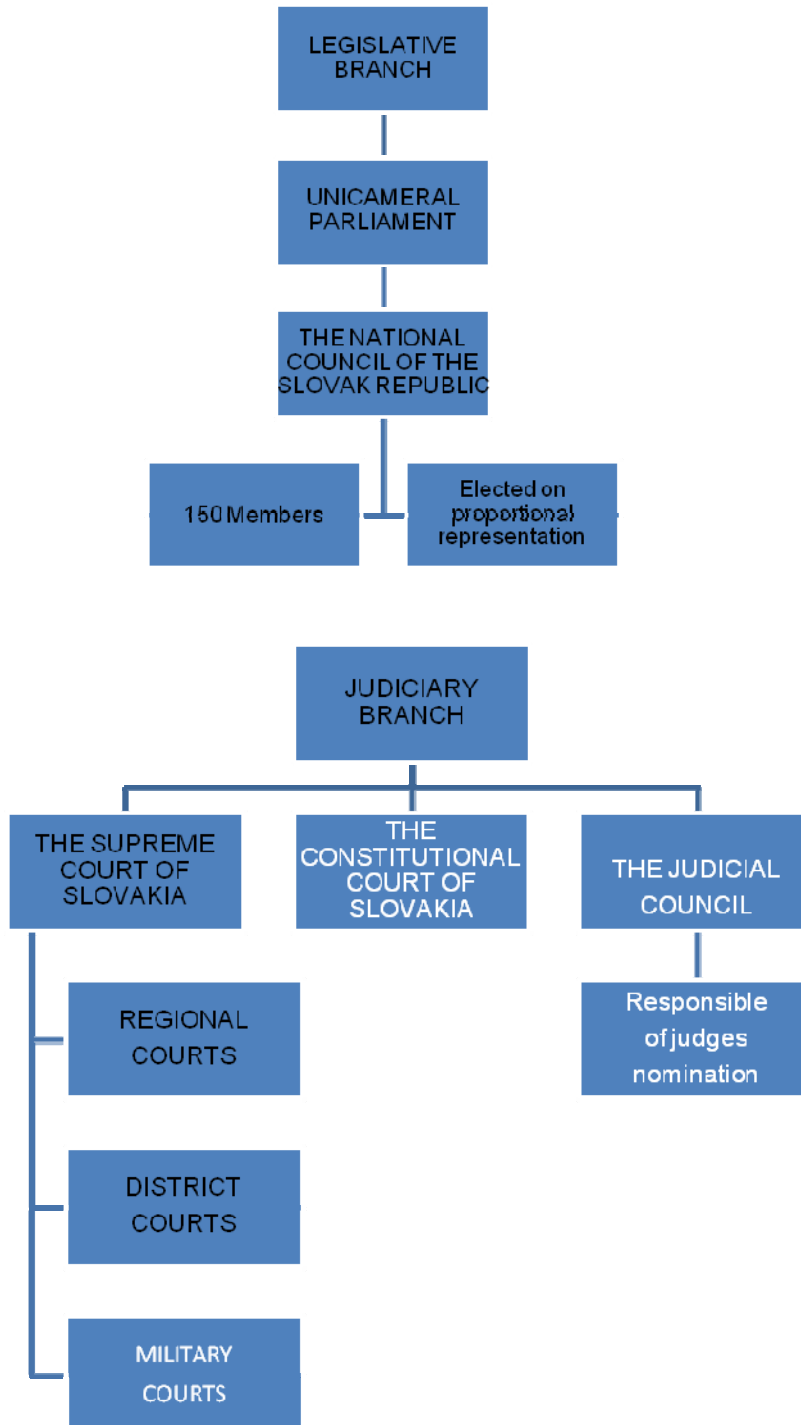 LEGISLATIVE
BRANCH
UNICAMERAL
PARLIAMENT
THE NATIONAL
COUNCIL OF THE
SLOVAK REPUBLIC
150 Members
Elected on
proportional
representation
JUDICIARY
BRANCH
THE SUPREME
COURT OF
SLOVAKIA
THE
CONSTITUTIONAL
COURT OF
SLOVAKIA
THE JUDICIAL
COUNCIL
REGIONAL
COURTS
Responsible
of judges
nomination
DISTRICT
COURTS
MILITARY
COURTS